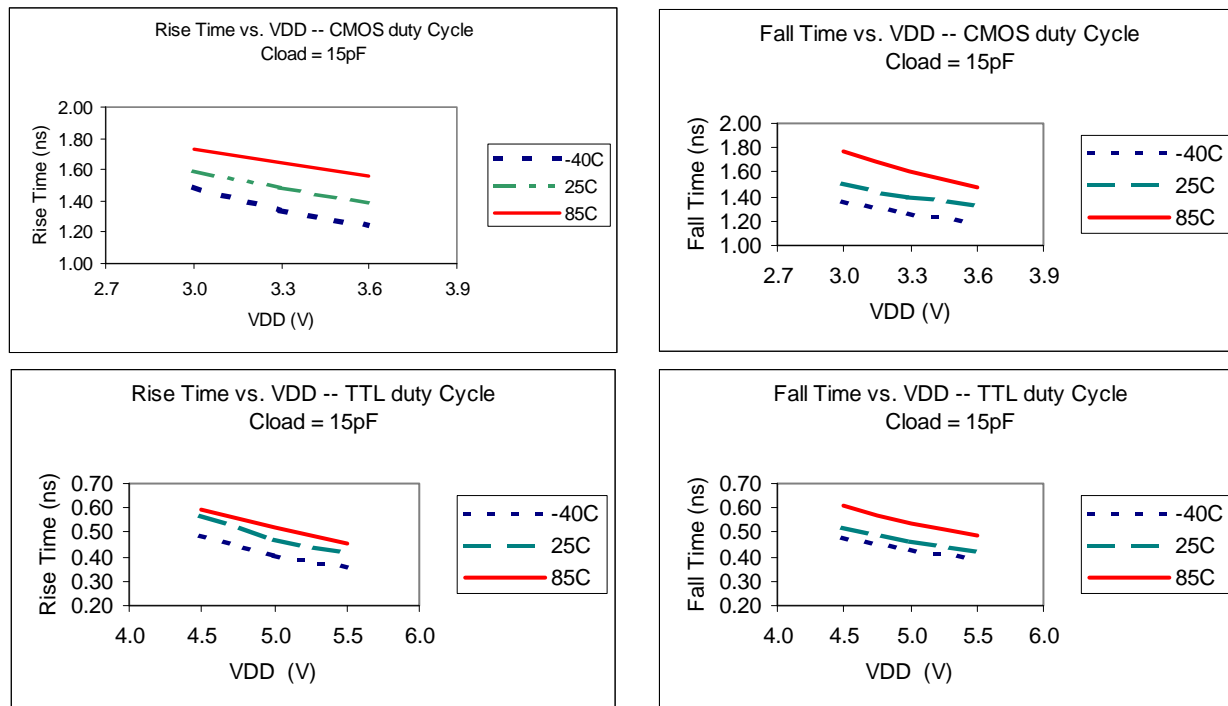 Rise Time vs. VDD -- CMOS duty Cycle
Cload = 15pF
Rise Time (ns)
2.00
1.80
1.60
1.40
1.20
1.00
2.7 3.0 3.3 3.6 3.9
VDD (V)
-40C
25C
85C
Fall Time vs. VDD -- CMOS duty Cycle
Cload = 15pF
Fall Time (ns)
2.00
1.80
1.60
1.40
1.20
1.00
2.7 3.0 3.3 3.6 3.9
VDD (V)
-40C
25C
85C
Rise Time vs. VDD -- TTL duty Cycle
Cload = 15pF
Rise Time (ns)
0.70
0.60
0.50
0.40
0.30
0.20
4.0 4.5 5.0 5.5 6.0
VDD (V)
-40C
25C
85C
Fall Time vs. VDD -- TTL duty Cycle
Cload = 15pF
Fall Time (ns)
0.70
0.60
0.50
0.40
0.30
0.20
4.0 4.5 5.0 5.5 6.0
VDD (V)
-40C
25C
85C